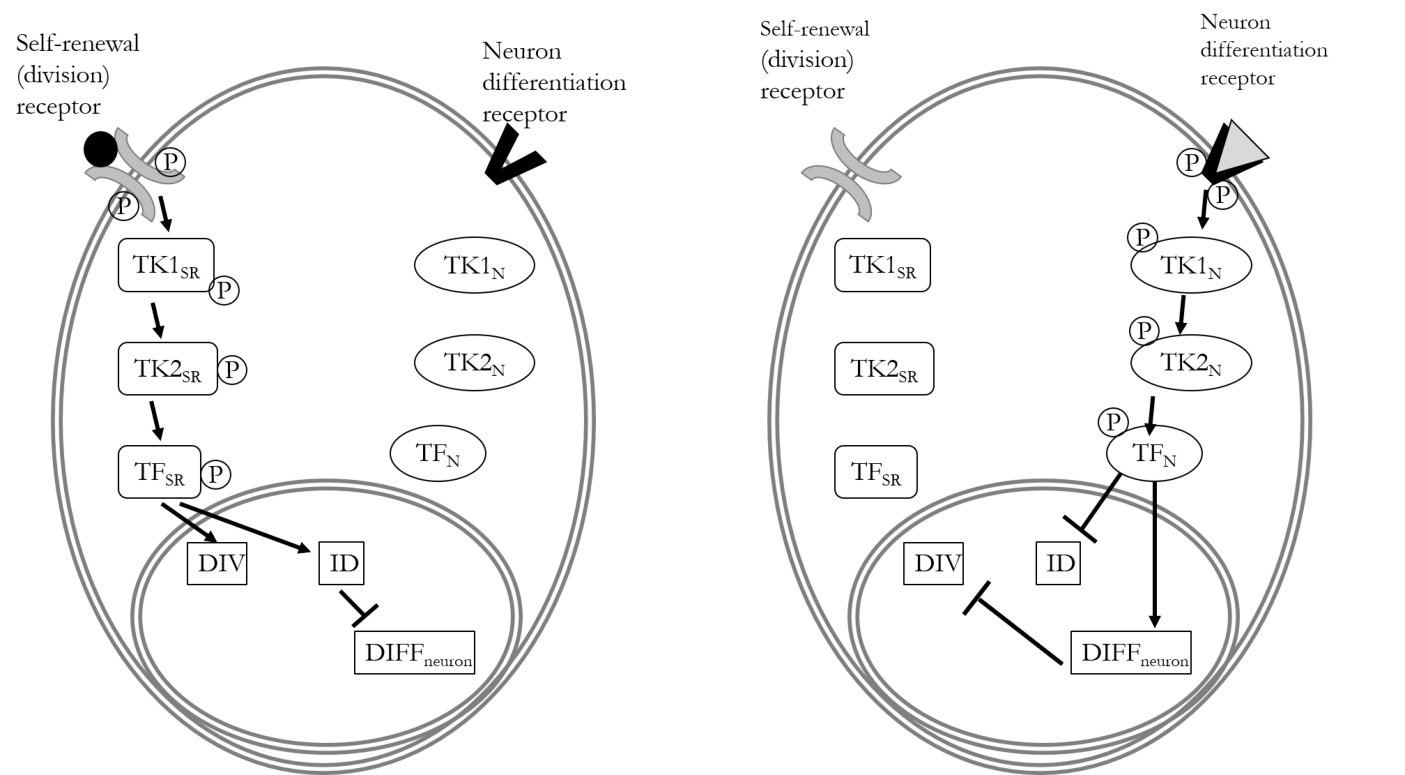 Self-renewal
(division)
receptor
Neuron
differentiation
receptor
P
P
TK1SR
P
TK2SR
P
TFSR
P
TK1N
TK2N
TFN
DIV
ID
DIFFneuron
Self-renewal
(division)
receptor
Neuron
differentiation
receptor
P
P
TK1SR
TK2SR
TFSR
P
TK1N
P
TK2N
P
TFN
DIV
ID
DIFFneuron